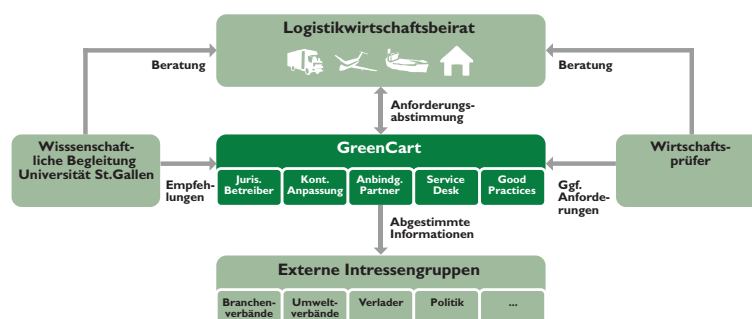 Logistikwirtschaftsbeirat
Beratung
Beratung
Anforderungs-
abstimmung
Wisssenschaft-
liche Begleitung
Universität St.Gallen
GreenCart
Wirtschafts-
prüfer
Empfeh-
lungen
Juris.
Betreiber
Kont.
Anpassung
Anbindg.
Partner
Service
Desk
Good
Practices
Ggf.
Anforde-
rungen
Abgestimmte
Informationen
Externe Intressengruppen
Branchen-
verbände
Umwelt-
verbände
Verlader
Politik
...